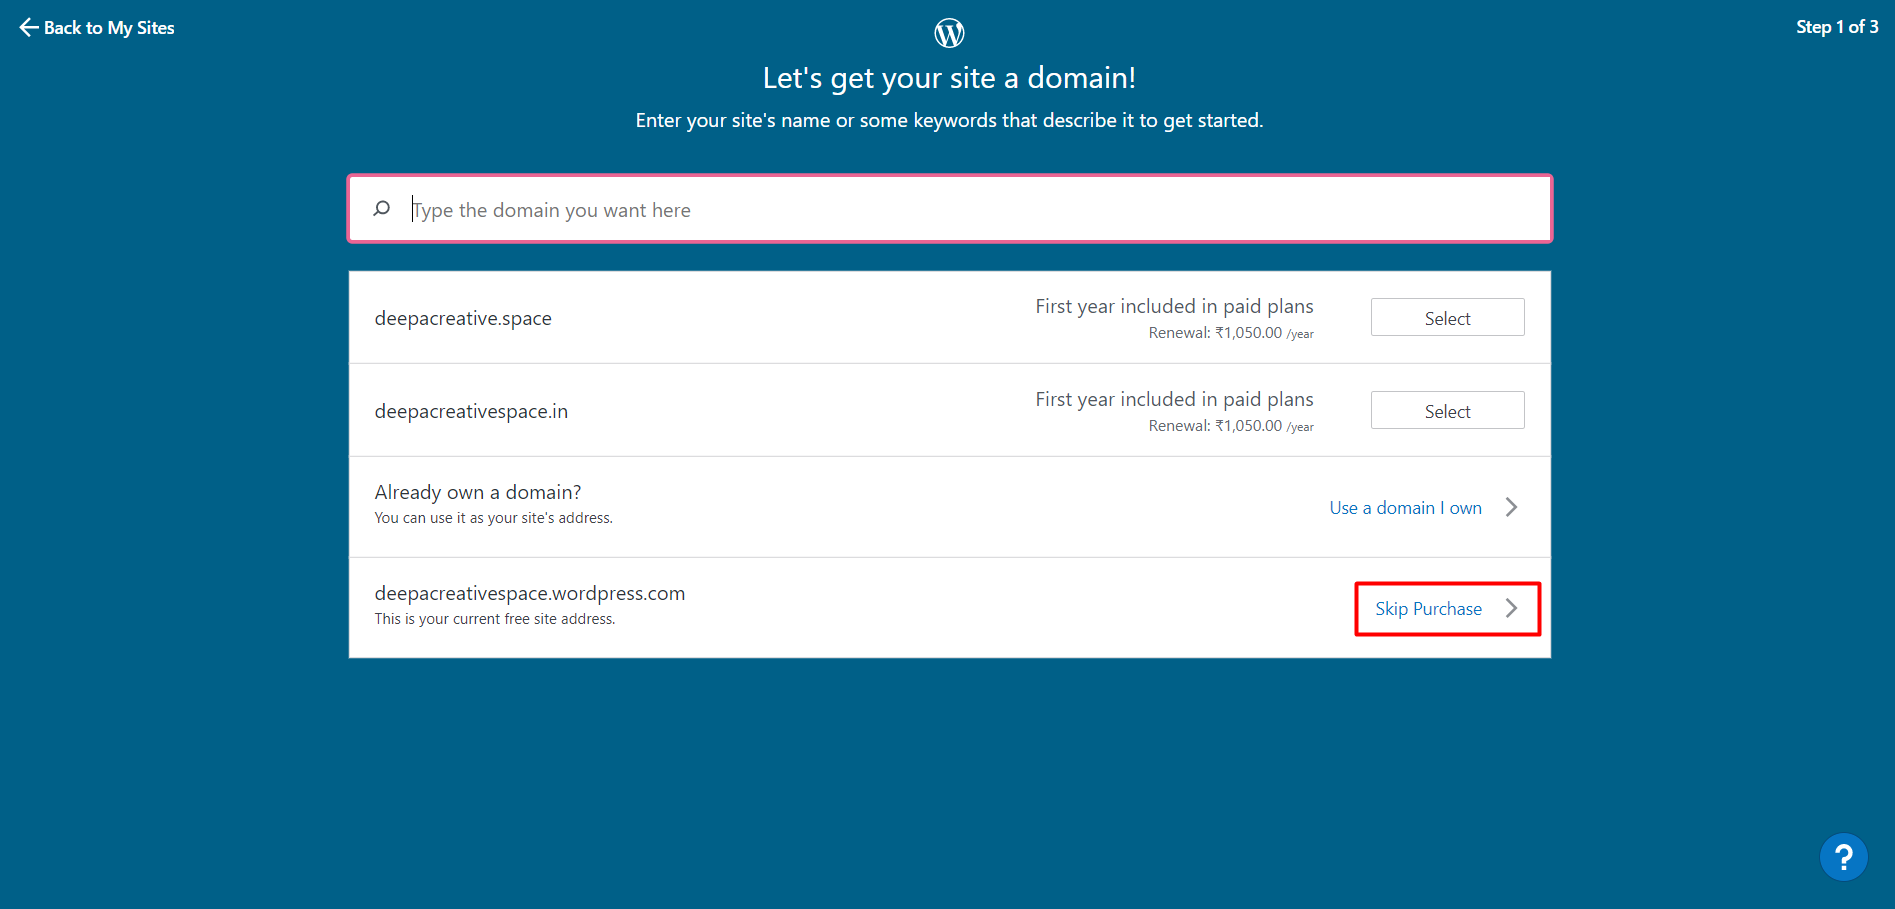 Back to My Sites
Step 1 of 3
Let's get your site a domain!
Enter your site's name or some keywords that describe it to get started.
Type the domain you want here
deepacreative.space
First year included in paid plans
Renewal: ₹1,050.00 /year
Select
deepacreativespace.in
First year included in paid plans
Renewal: ₹1,050.00 /year
Select
Already own a domain?
You can use it as your site's address.
Use a domain I own
deepacreativespace.wordpress.com
This is your current free site address.
Skip Purchase
?